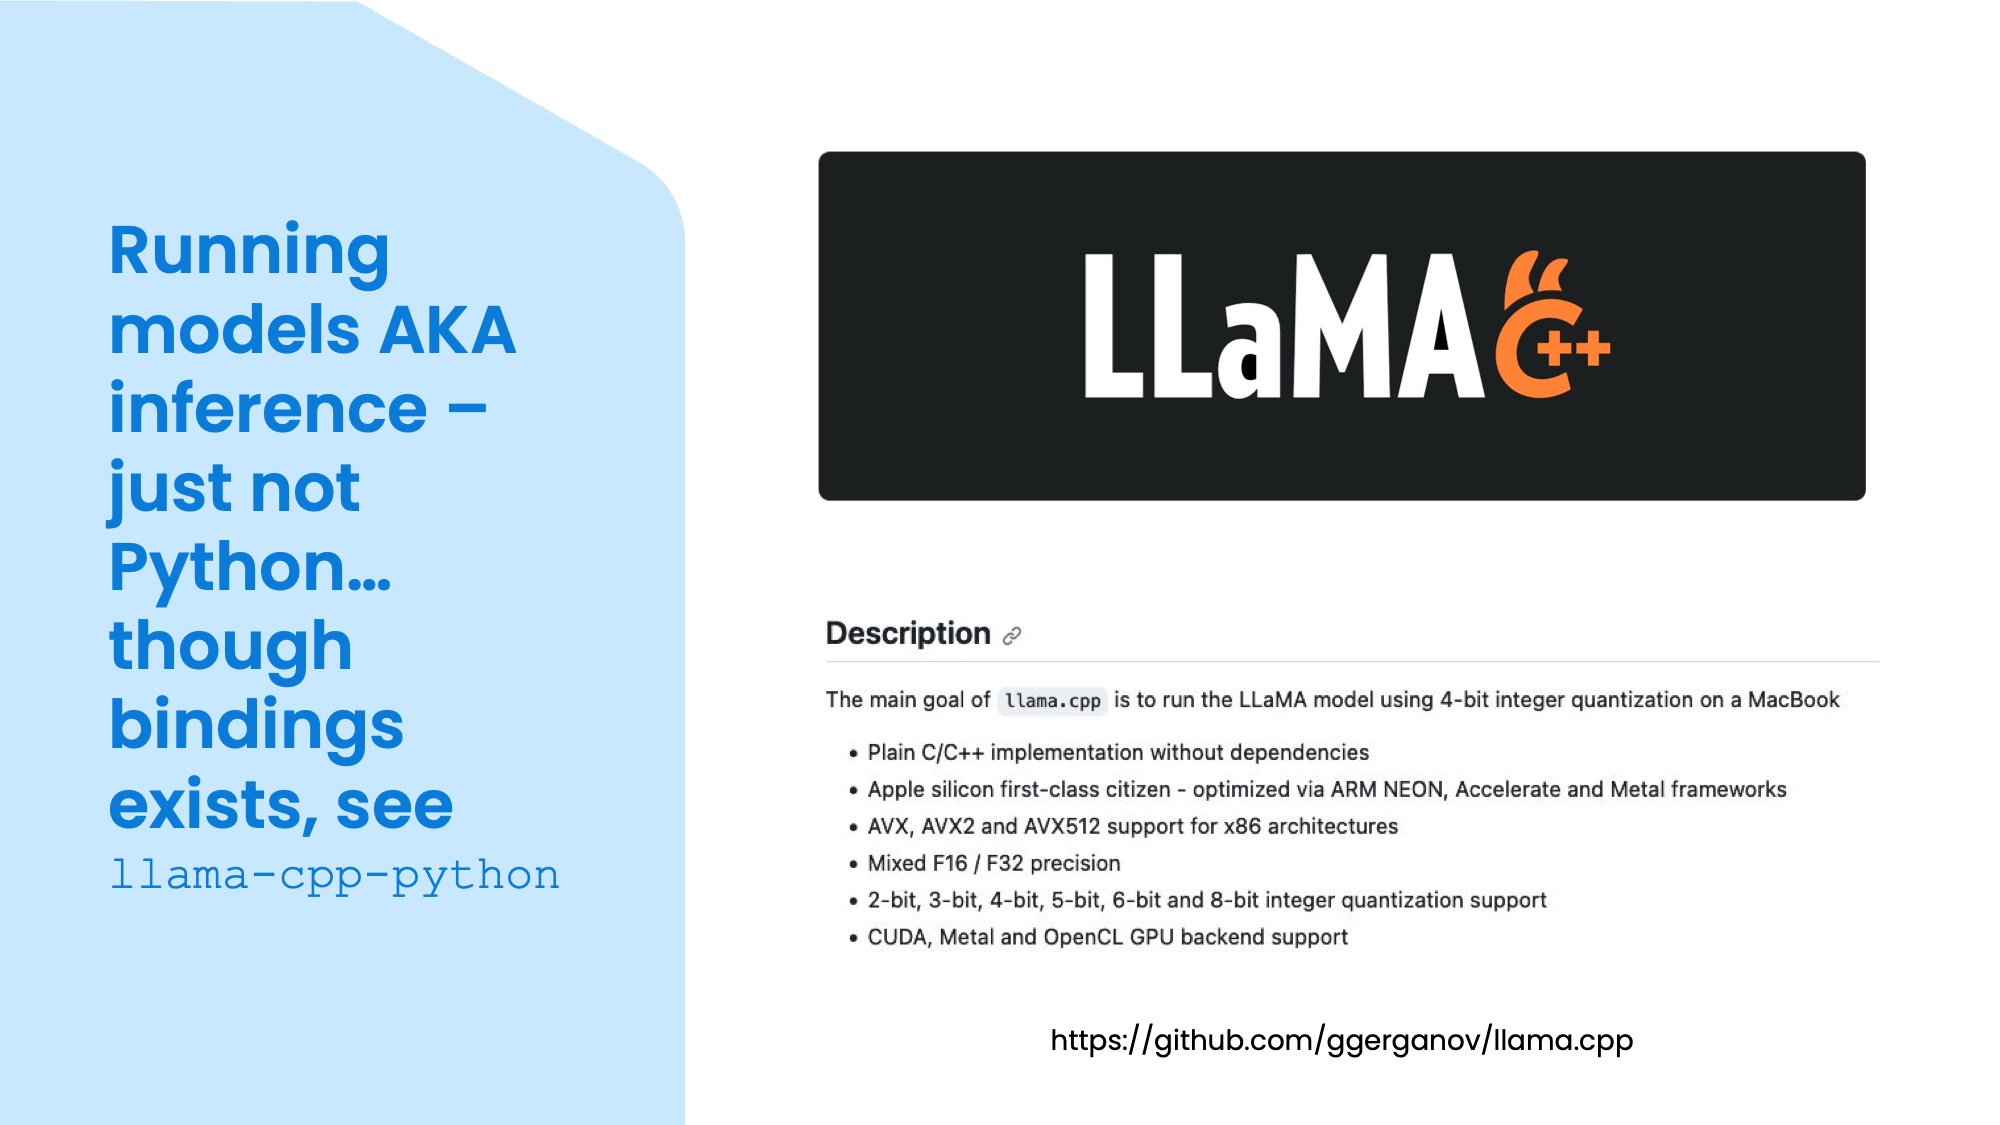 Running
models AKA
inference –
just not
Python…
though
bindings
exists, see
llama-cpp-python
LLaMA C++
Description
The main goal of llama.cpp is to run the LLaMA model using 4-bit integer quantization on a MacBook
• Plain C/C++ implementation without dependencies
• Apple silicon first-class citizen - optimized via ARM NEON, Accelerate and Metal frameworks
• AVX, AVX2 and AVX512 support for x86 architectures
• Mixed F16 / F32 precision
• 2-bit, 3-bit, 4-bit, 5-bit, 6-bit and 8-bit integer quantization support
• CUDA, Metal and OpenCL GPU backend support
https://github.com/ggerganov/llama.cpp